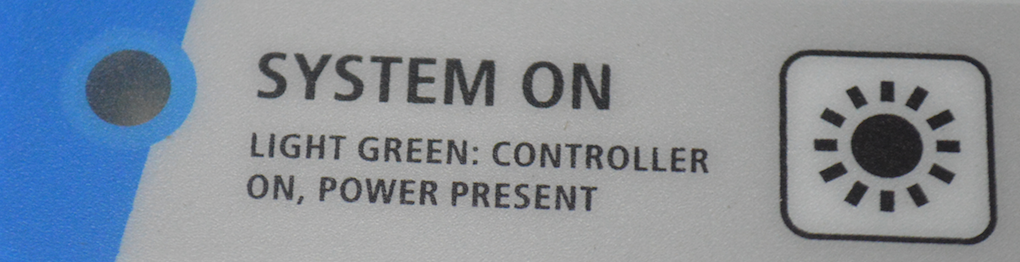 SYSTEM ON
LIGHT GREEN: CONTROLLER
ON, POWER PRESENT